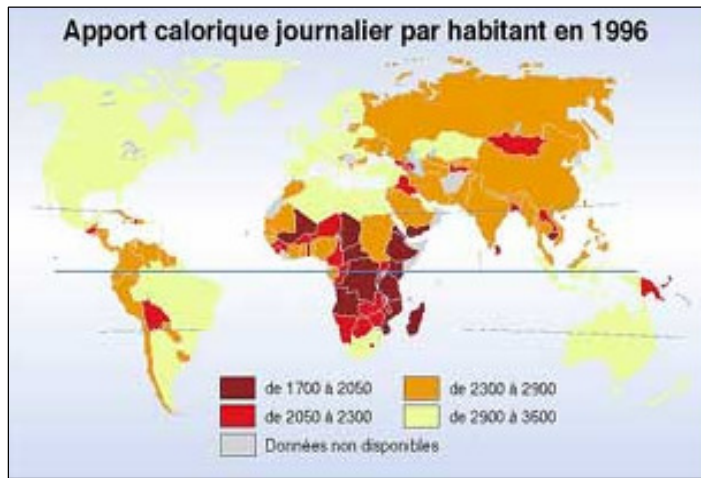 Apport calorique journalier par habitant en 1996
de 1700 à 2050
de 2300 à 2900
de 2050 à 2300
de 2900 à 3600
Données non disponibles